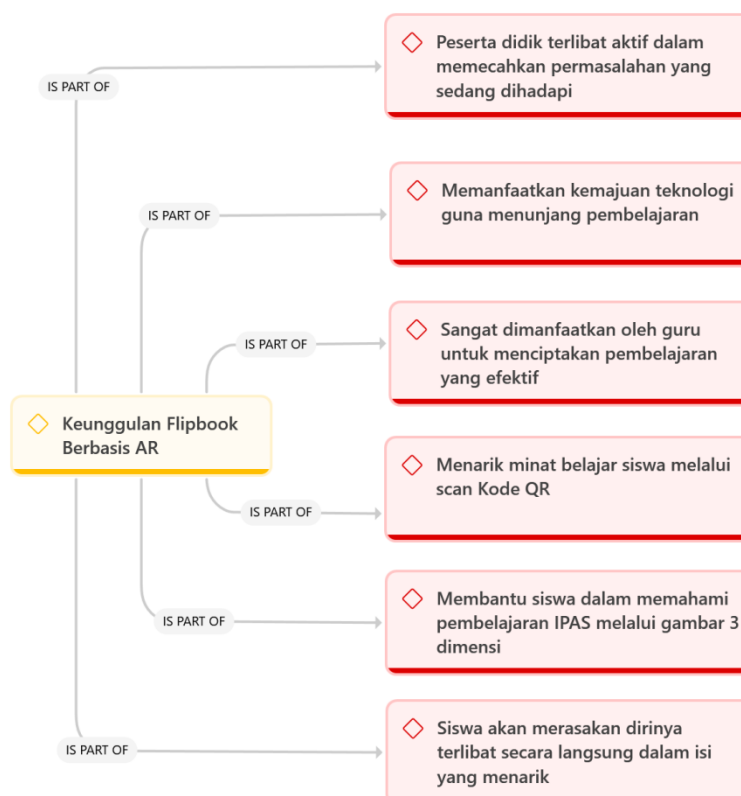 IS PART OF
Peserta didik terlibat aktif dalam
memecahkan permasalahan yang
sedang dihadapi
IS PART OF
Memanfaatkan kemajuan teknologi
guna menunjang pembelajaran
IS PART OF
Sangat dimanfaatkan oleh guru
untuk menciptakan pembelajaran
yang efektif
Keunggulan Flipbook
Berbasis AR
IS PART OF
Menarik minat belajar siswa melalui
scan Kode QR
IS PART OF
Membantu siswa dalam memahami
pembelajaran IPAS melalui gambar 3
dimensi
IS PART OF
Siswa akan merasakan dirinya
terlibat secara langsung dalam isi
yang menarik